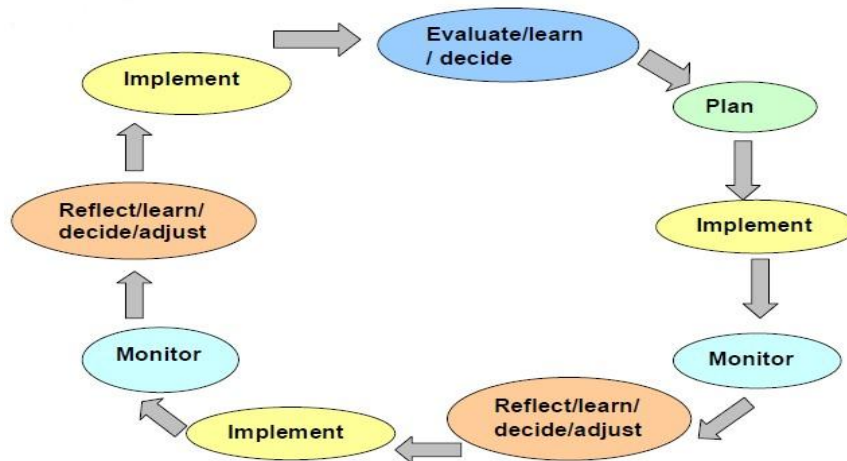 Evaluate/learn
/ decide
Plan
Implement
Monitor
Reflect/learn/
decide/adjust
Implement
Monitor
Reflect/learn/
decide/adjust
Implement